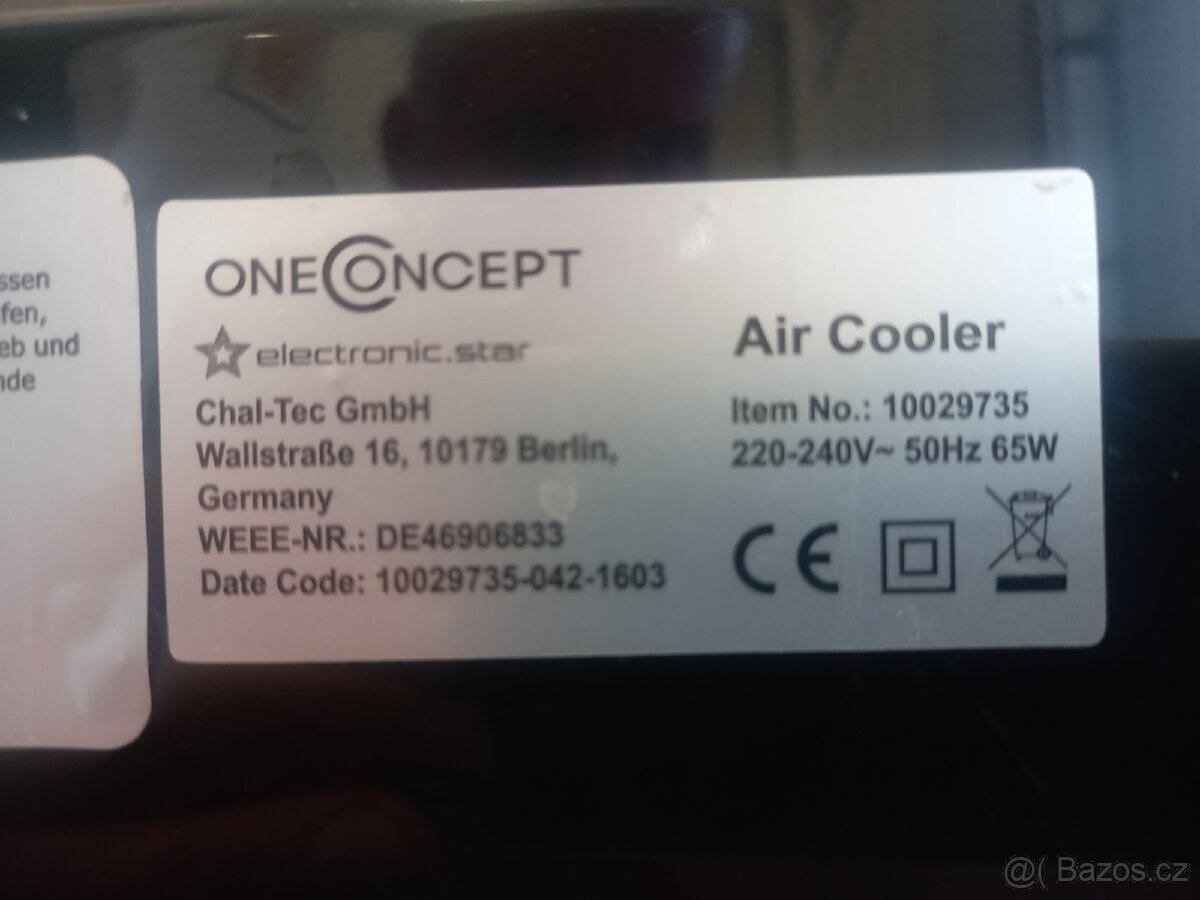 ssen
fen,
eb und
nde
ONECONCEPT
electronic.star
Chal-Tec GmbH
Wallstraße 16, 10179 Berlin,
Germany
WEEE-NR.: DE46906833
Date Code: 10029735-042-1603
Air Cooler
Item No.: 10029735
220-240V~ 50Hz 65W
CE
@( Bazos.cz